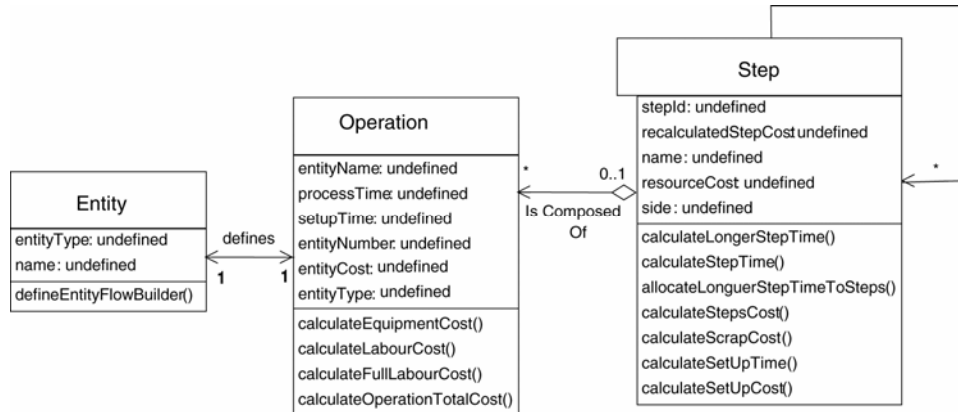 Entity
entityType: undefined
name: undefined
defineEntityFlowBuilder()
defines
1
1
Operation
entityName: undefined
processTime: undefined
setupTime: undefined
entityNumber: undefined
entityCost: undefined
entityType: undefined
calculateEquipmentCost()
calculateLabourCost()
calculateFullLabourCost()
calculateOperationTotalCost()
*
0..1
Is Composed
Of
Step
stepId: undefined
recalculatedStepCost: undefined
name: undefined
resourceCost: undefined
side: undefined
calculateLongerStepTime()
calculateStepTime()
allocateLonguerStepTimeToSteps()
calculateStepsCost()
calculateScrapCost()
calculateSetUpTime()
calculateSetUpCost()
*